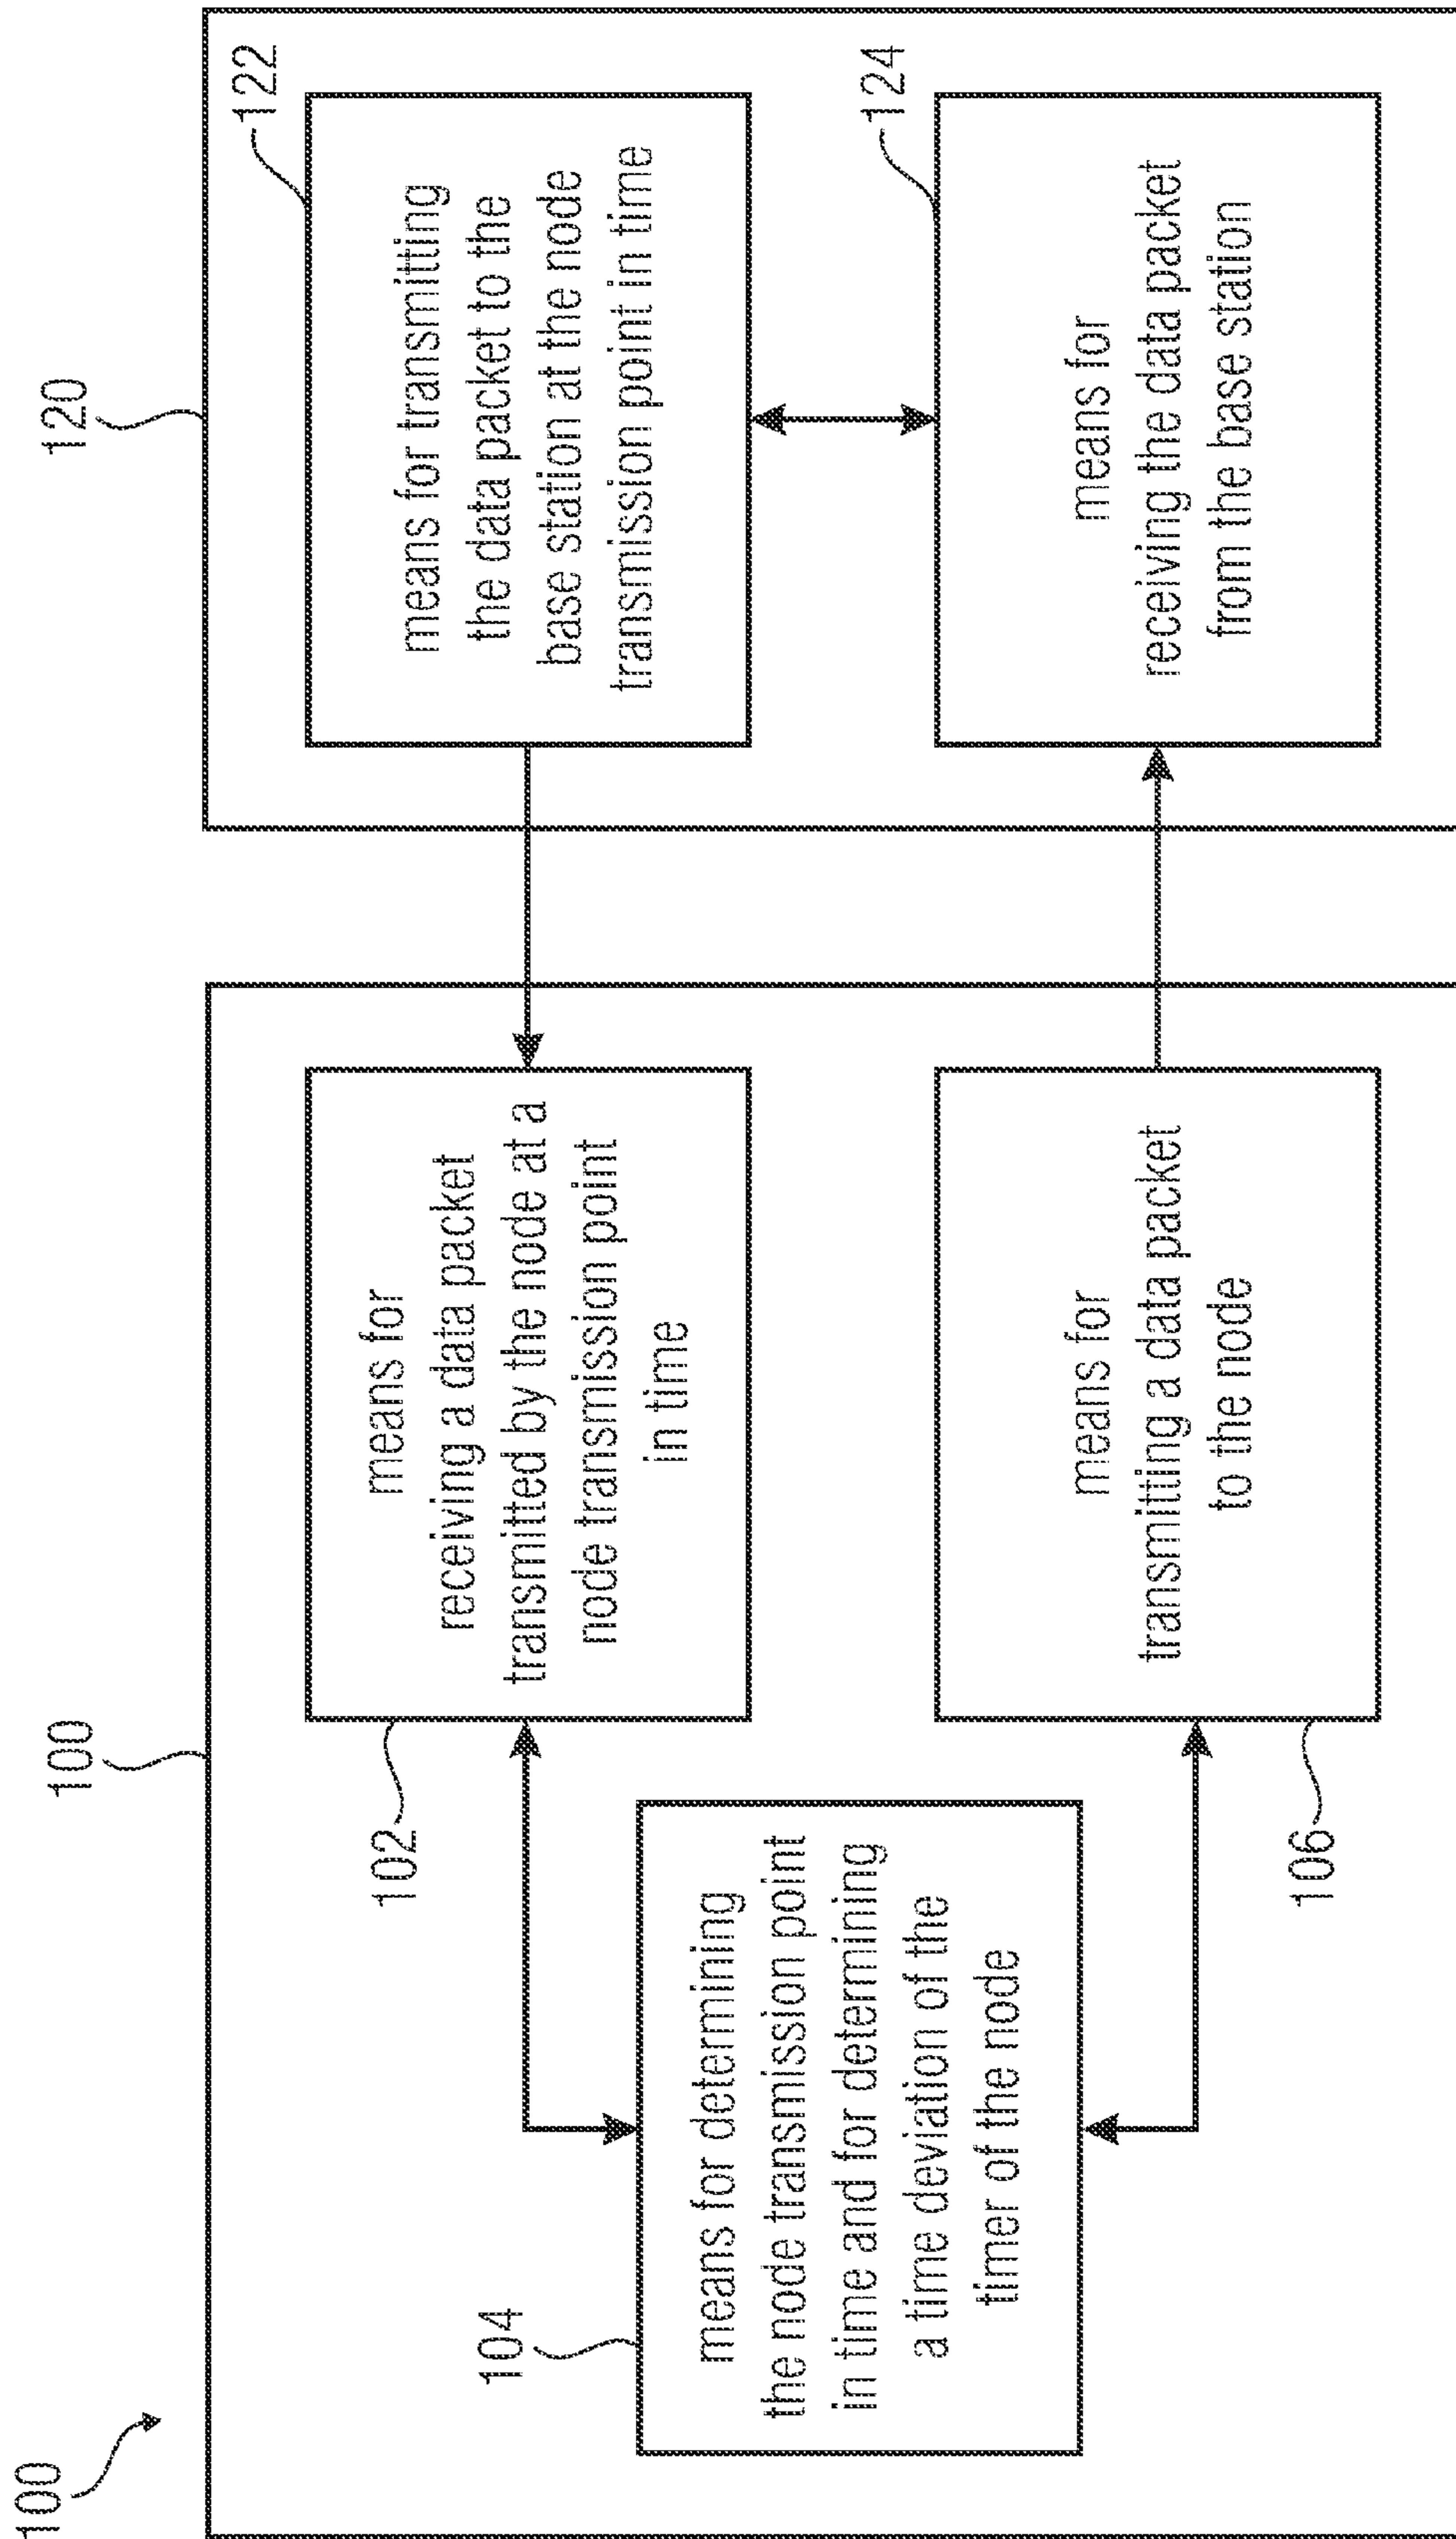 100
100
120
104
means for determining
the node transmission point
in time and for determining
a time deviation of the
timer of the node
102
means for
receiving a data packet
transmitted by the node at a
node transmission point
in time
106
means for
transmitting a data packet
to the node
122
means for transmitting
the data packet to the
base station at the node
transmission point in time
124
means for
receiving the data packet
from the base station